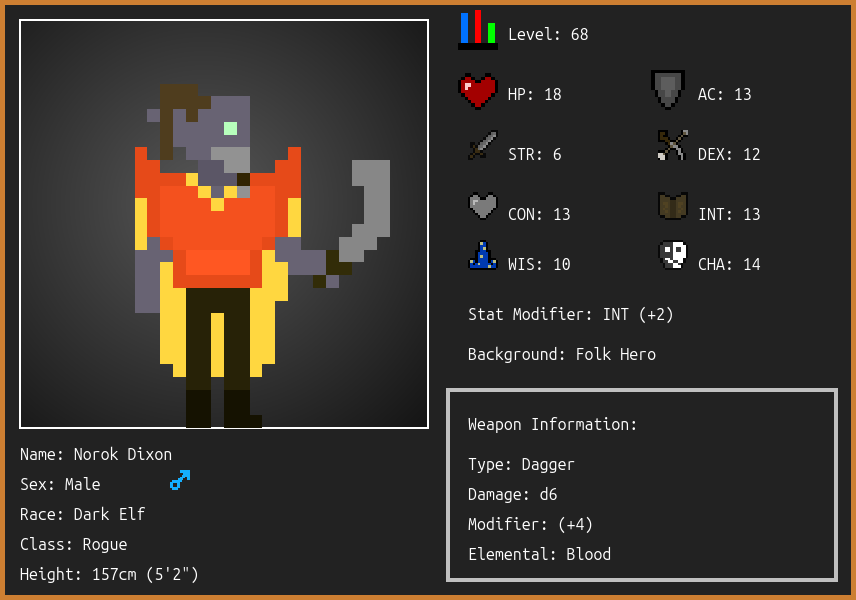 Level: 68
HP: 18
AC: 13
STR: 6
DEX: 12
CON: 13
INT: 13
WIS: 10
CHA: 14
Stat Modifier: INT (+2)
Background: Folk Hero
Weapon Information:
Type: Dagger
Damage: d6
Modifier: (+4)
Elemental: Blood
Name: Norok Dixon
Sex: Male
Race: Dark Elf
Class: Rogue
Height: 157cm (5'2")